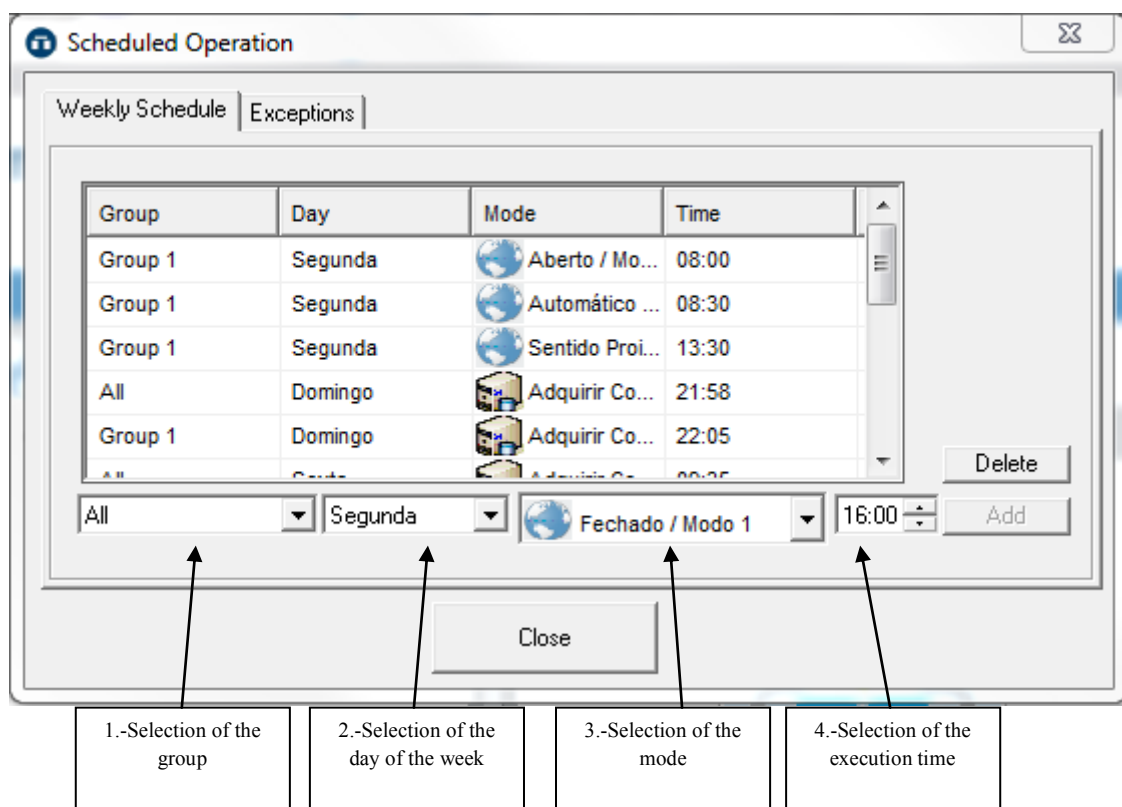 Scheduled Operation
Weekly Schedule Exceptions
Group Day Mode Time
Group 1 Segunda Aberto / Mo... 08:00
Group 1 Segunda Automático ... 08:30
Group 1 Segunda Sentido Proi... 13:30
All Domingo Adquirir Co... 21:58
Group 1 Domingo Adquirir Co... 22:05
Delete
All Segunda Fechado / Modo 1 16:00 Add
Close
1.-Selection of the
group
2.-Selection of the
day of the week
3.-Selection of the
mode
4.-Selection of the
execution time